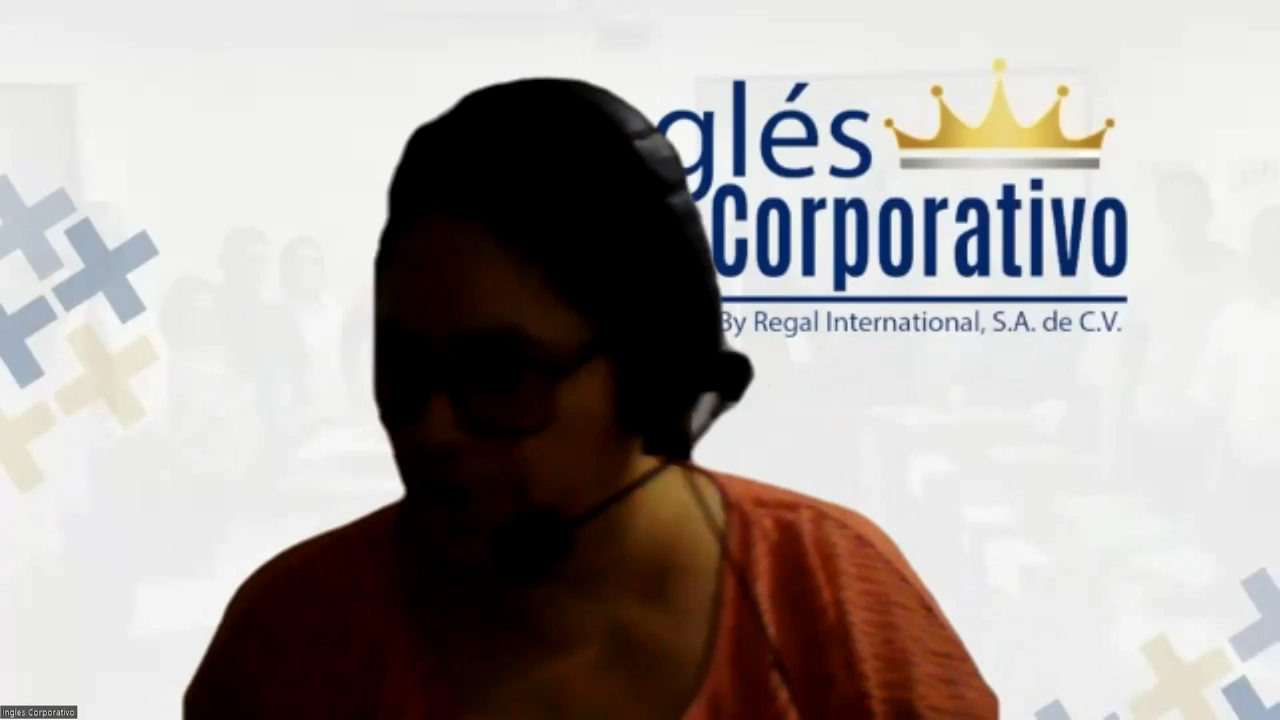 glés
Corporativo
By Regal International, S.A. de C.V.
Ingles Corporativo